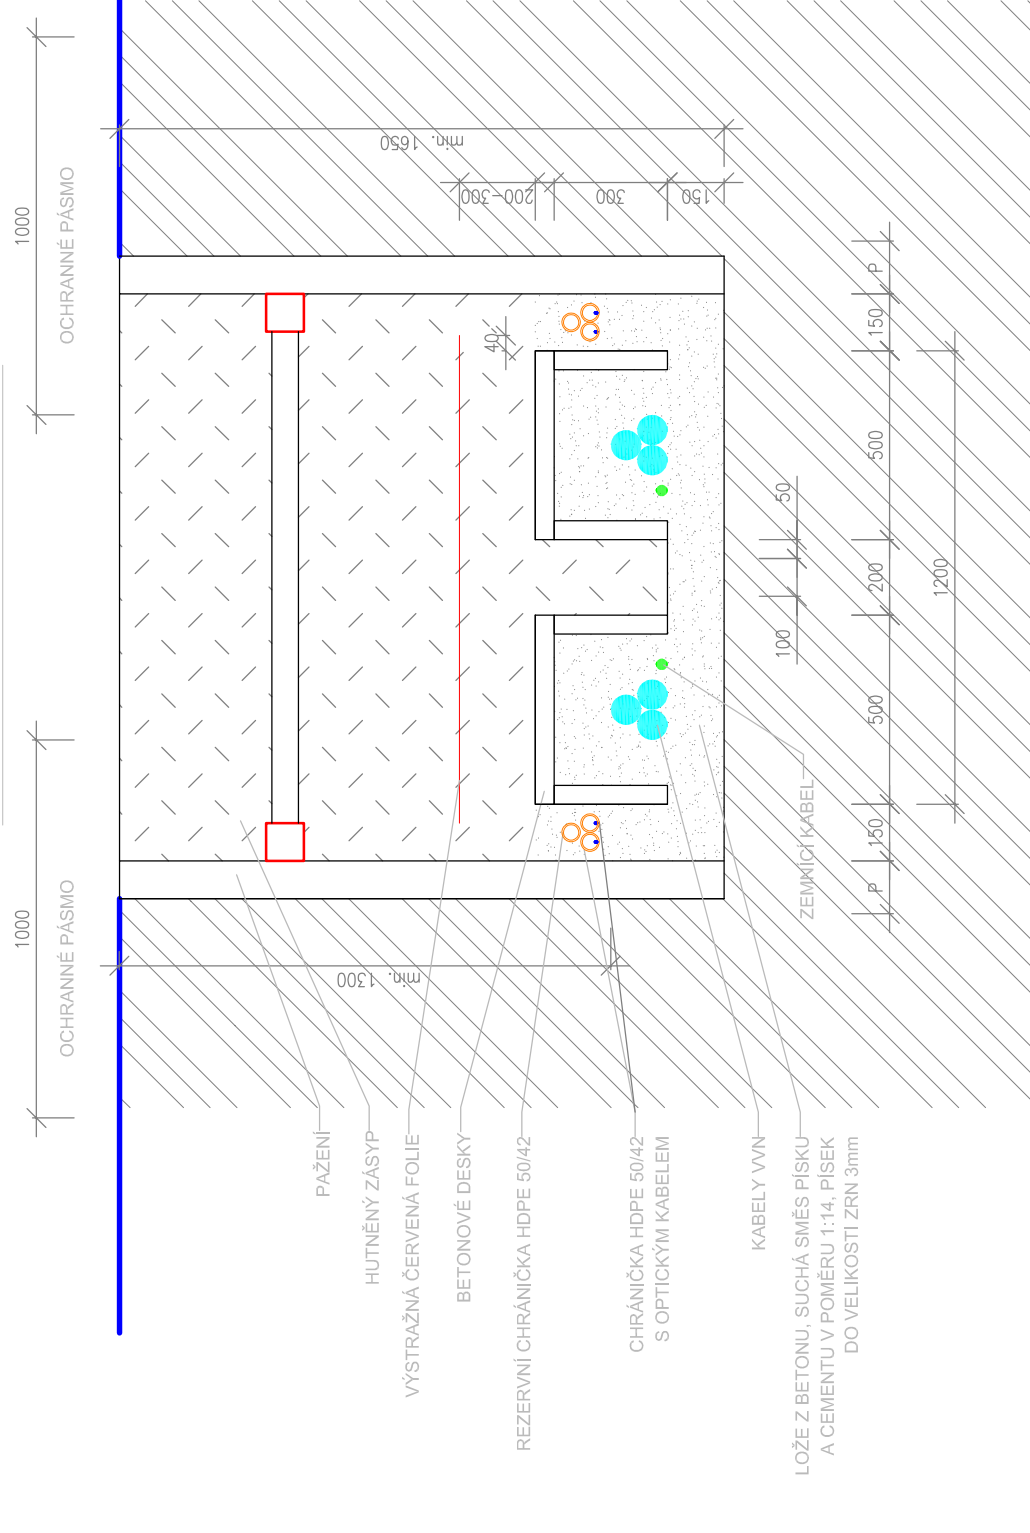 1000
OCHRANNÉ PÁSMO
1000
OCHRANNÉ PÁSMO
min. 1650
200-300
300
150
40
min. 1300
P
150
500
50
200
1200
100
500
150
P
ZEMNÍCÍ KABEL
PAŽENÍ
HUTNĚNÝ ZÁSYP
VÝSTRAŽNÁ ČERVENÁ FOLIE
BETONOVÉ DESKY
REZERVNÍ CHRÁNIČKA HDPE 50/42
CHRÁNIČKA HDPE 50/42
S OPTICKÝM KABELEM
KABELY VVN
LOŽE Z BETONU, SUCHÁ SMĚS PÍSKU
A CEMENTU V POMĚRU 1:14, PÍSEK
DO VELIKOSTI ZRN 3mm